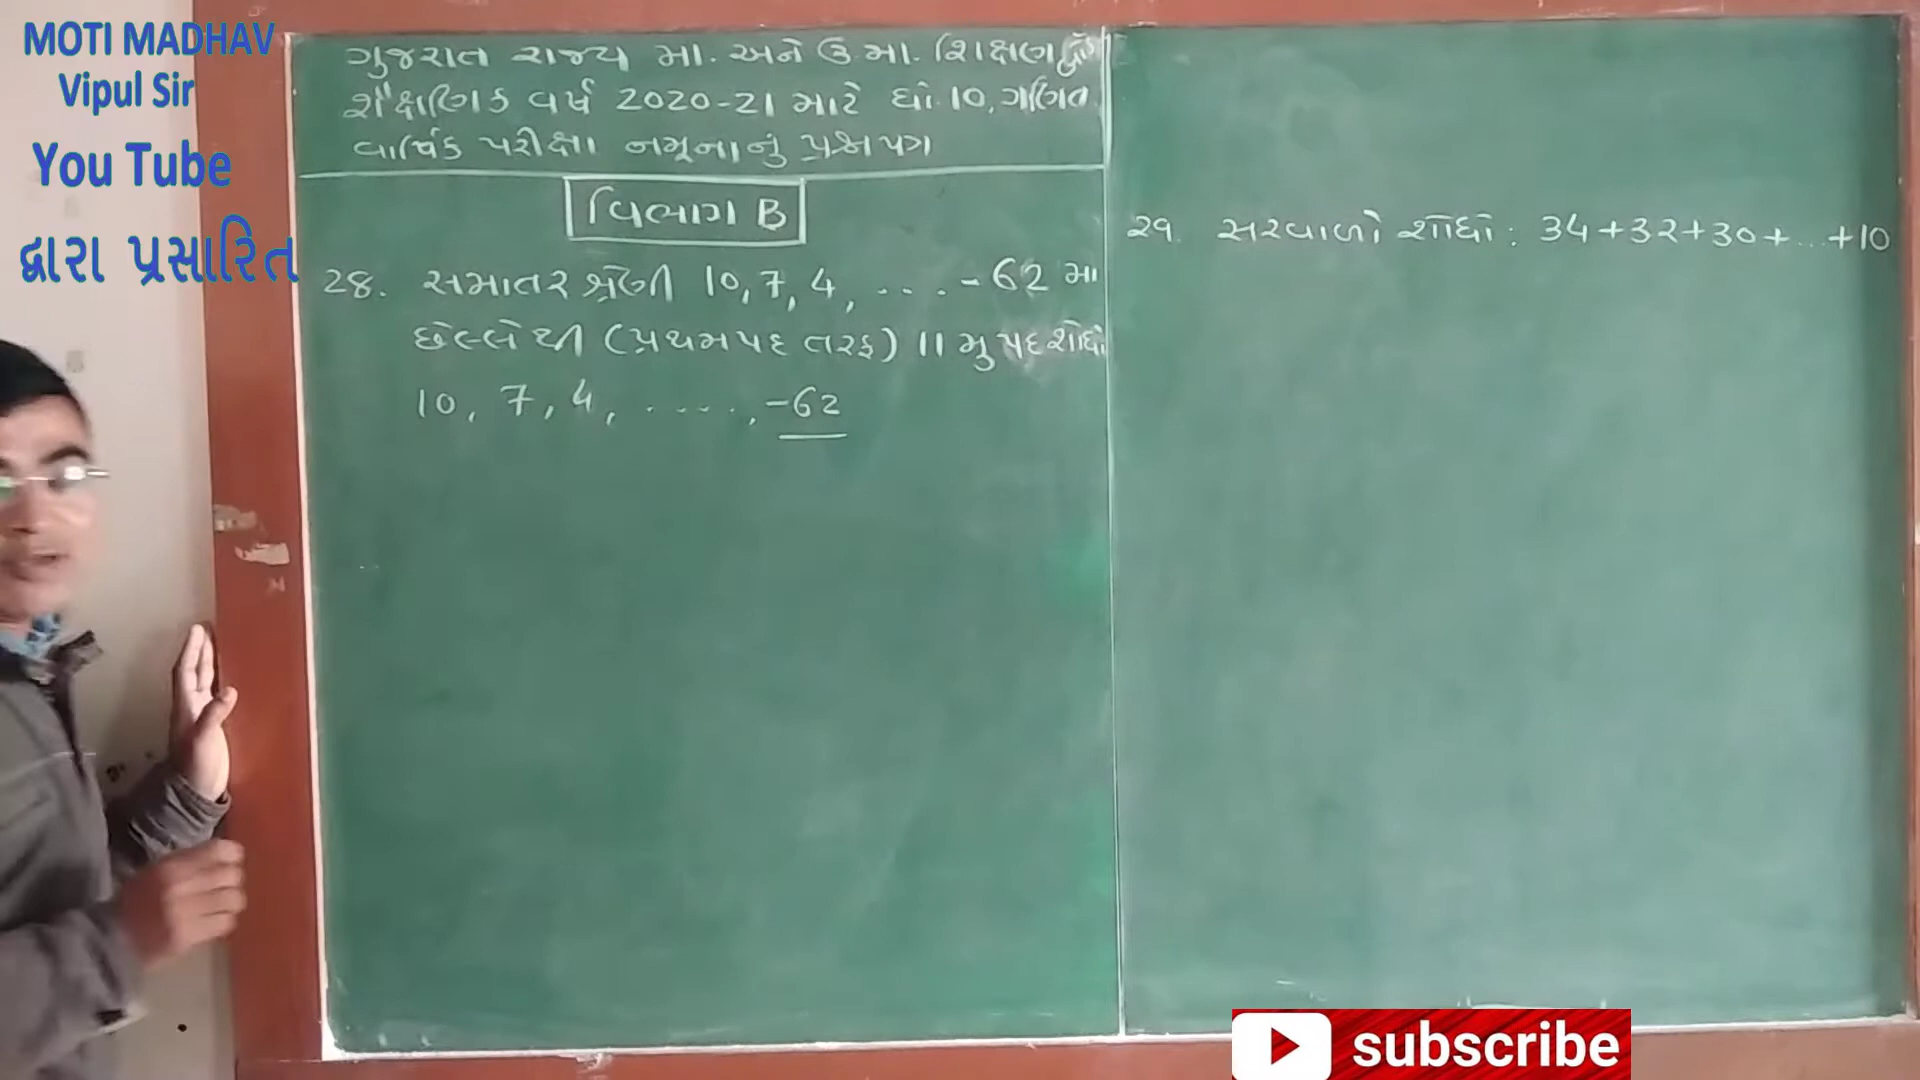 MOTI MADHAV
Vipul Sir
You Tube
દ્વારા પ્રસારિત
ગુજરાત રાજ્ય મા. અને ઉ.મા. શિક્ષણ
શૈક્ષણિક વર્ષ 2020-21 માટે ધો.10, ગણિત
વાર્ષિક પરીક્ષા નમૂનાનું પ્રશ્નપત્ર
વિભાગ B
28. સમાતર શ્રેણી 10, 7, 4, ... -62 મા
છેલ્લેથી (પ્રથમપદ તરફ) 11 મુ પદ શોધો
10, 7, 4, ....., -62
29. સરવાળો શોધો : 34+32+30+...+10
subscribe